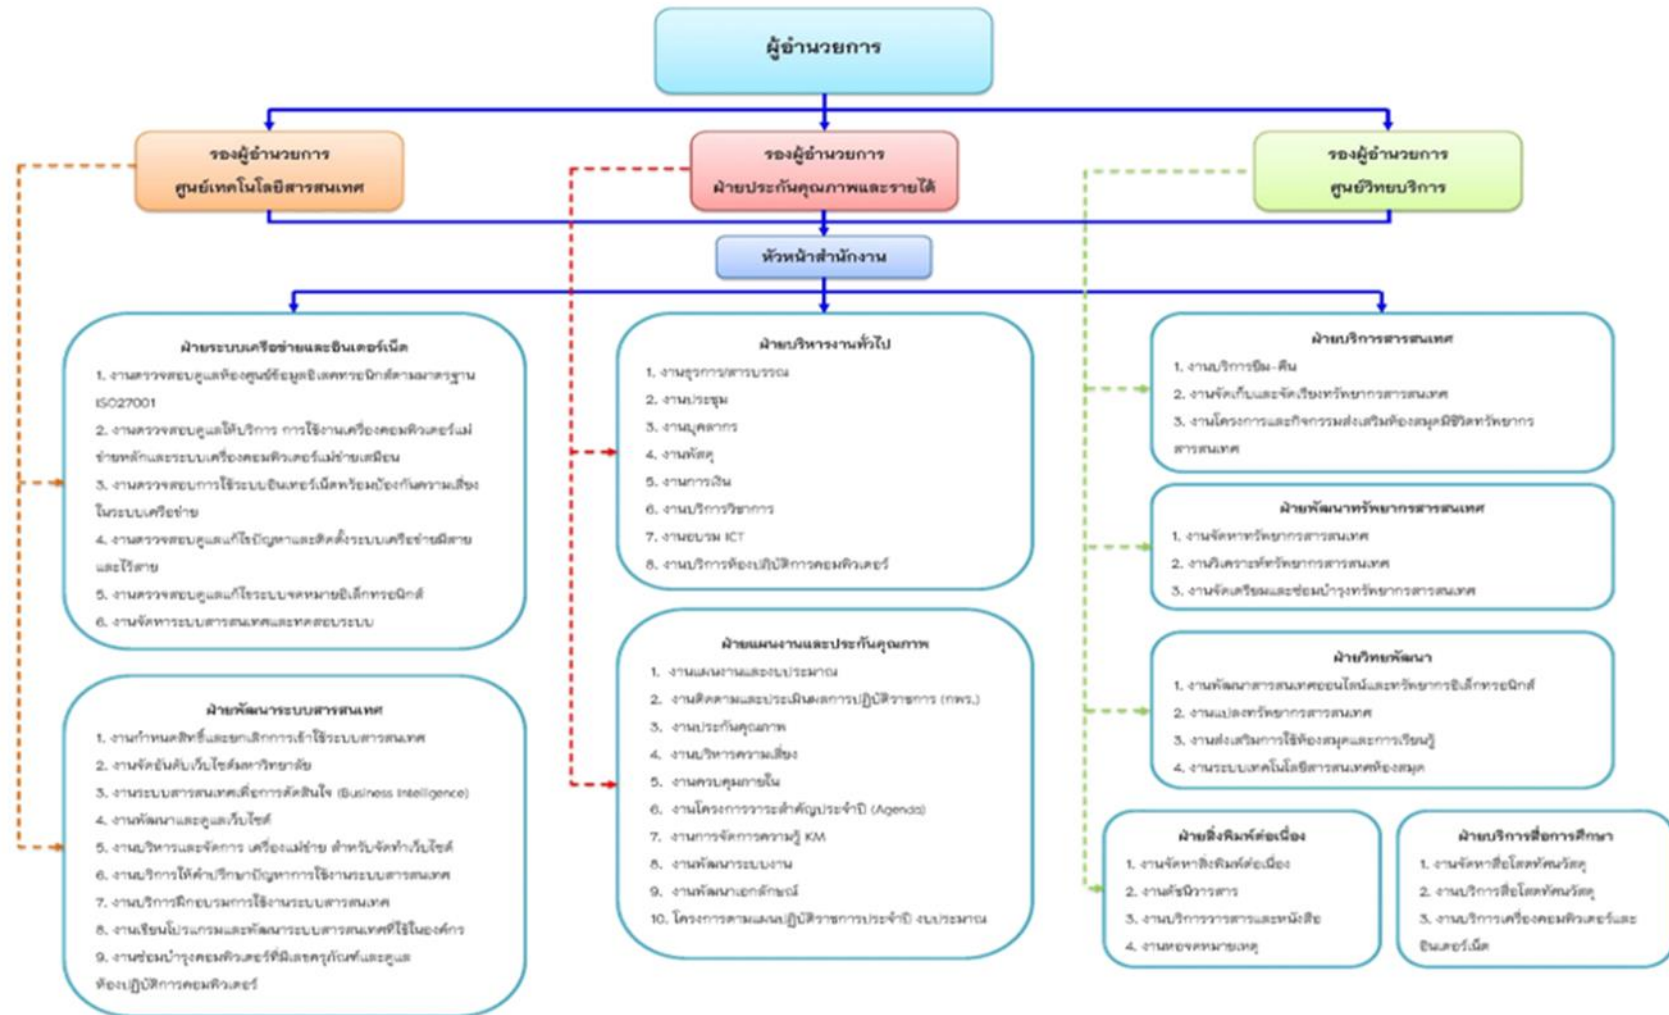 ผู้อำนวยการ
รองผู้อำนวยการ
ศูนย์เทคโนโลยีสารสนเทศ
รองผู้อำนวยการ
ฝ่ายประกันคุณภาพและรายได้
รองผู้อำนวยการ
ศูนย์วิทยบริการ
หัวหน้าสำนักงาน
ฝ่ายระบบเครือข่ายและอินเตอร์เน็ต
1. งานตรวจสอบดูแลห้องศูนย์ข้อมูลอิเลคทรอนิกส์ตามมาตรฐาน
ISO27001
2. งานตรวจสอบดูแลให้บริการ การใช้งานเครื่องคอมพิวเตอร์แม่
ข่ายหลักและระบบเครื่องคอมพิวเตอร์แม่ข่ายเสมือน
3. งานตรวจสอบการใช้ระบบอินเทอร์เน็ตพร้อมป้องกันความเสี่ยง
ในระบบเครือข่าย
4. งานตรวจสอบดูแลแก้ไขปัญหาและติดตั้งระบบเครือข่ายมีสาย
และไร้สาย
5. งานตรวจสอบดูแลแก้ไขระบบจดหมายอิเล็กทรอนิกส์
6. งานจัดหาระบบสารสนเทศและทดสอบระบบ
ฝ่ายพัฒนาระบบสารสนเทศ
1. งานกำหนดสิทธิ์และยกเลิกการเข้าใช้ระบบสารสนเทศ
2. งานจัดอันดับเว็บไซต์มหาวิทยาลัย
3. งานระบบสารสนเทศเพื่อการตัดสินใจ (Business Intelligence)
4. งานพัฒนาและดูแลเว็บไซต์
5. งานบริหารและจัดการ เครื่องแม่ข่าย สำหรับจัดทำเว็บไซต์
6. งานบริการให้คำปรึกษาปัญหาการใช้งานระบบสารสนเทศ
7. งานบริการฝึกอบรมการใช้งานระบบสารสนเทศ
8. งานเขียนโปรแกรมและพัฒนาระบบสารสนเทศที่ใช้ในองค์กร
9. งานซ่อมบำรุงคอมพิวเตอร์ที่มีเลขครุภัณฑ์และดูแล
ห้องปฏิบัติการคอมพิวเตอร์
ฝ่ายบริหารงานทั่วไป
1. งานธุรการ/สารบรรณ
2. งานประชุม
3. งานบุคลากร
4. งานพัสดุ
5. งานการเงิน
6. งานบริการวิชาการ
7. งานอบรม ICT
8. งานบริการห้องปฏิบัติการคอมพิวเตอร์
ฝ่ายแผนงานและประกันคุณภาพ
1. งานแผนงานและงบประมาณ
2. งานติดตามและประเมินผลการปฏิบัติราชการ (กพร.)
3. งานประกันคุณภาพ
4. งานบริหารความเสี่ยง
5. งานควบคุมภายใน
6. งานโครงการวาระสำคัญประจำปี (Agenda)
7. งานการจัดการความรู้ KM
8. งานพัฒนาระบบงาน
9. งานพัฒนาเอกลักษณ์
10. โครงการตามแผนปฏิบัติราชการประจำปี งบประมาณ
ฝ่ายบริการสารสนเทศ
1. งานบริการยืม-คืน
2. งานจัดเก็บและจัดเรียงทรัพยากรสารสนเทศ
3. งานโครงการและกิจกรรมส่งเสริมห้องสมุดมีชีวิตทรัพยากร
สารสนเทศ
ฝ่ายพัฒนาทรัพยากรสารสนเทศ
1. งานจัดหาทรัพยากรสารสนเทศ
2. งานวิเคราะห์ทรัพยากรสารสนเทศ
3. งานจัดเตรียมและซ่อมบำรุงทรัพยากรสารสนเทศ
ฝ่ายวิทยพัฒนา
1. งานพัฒนาสารสนเทศออนไลน์และทรัพยากรอิเล็กทรอนิกส์
2. งานแปลงทรัพยากรสารสนเทศ
3. งานส่งเสริมการใช้ห้องสมุดและการเรียนรู้
4. งานระบบเทคโนโลยีสารสนเทศห้องสมุด
ฝ่ายสิ่งพิมพ์ต่อเนื่อง
1. งานจัดหาสิ่งพิมพ์ต่อเนื่อง
2. งานดัชนีวารสาร
3. งานบริการวารสารและหนังสือ
4. งานหอจดหมายเหตุ
ฝ่ายบริการสื่อการศึกษา
1. งานจัดหาสื่อโสตทัศนวัสดุ
2. งานบริการสื่อโสตทัศนวัสดุ
3. งานบริการเครื่องคอมพิวเตอร์และ
อินเตอร์เน็ต